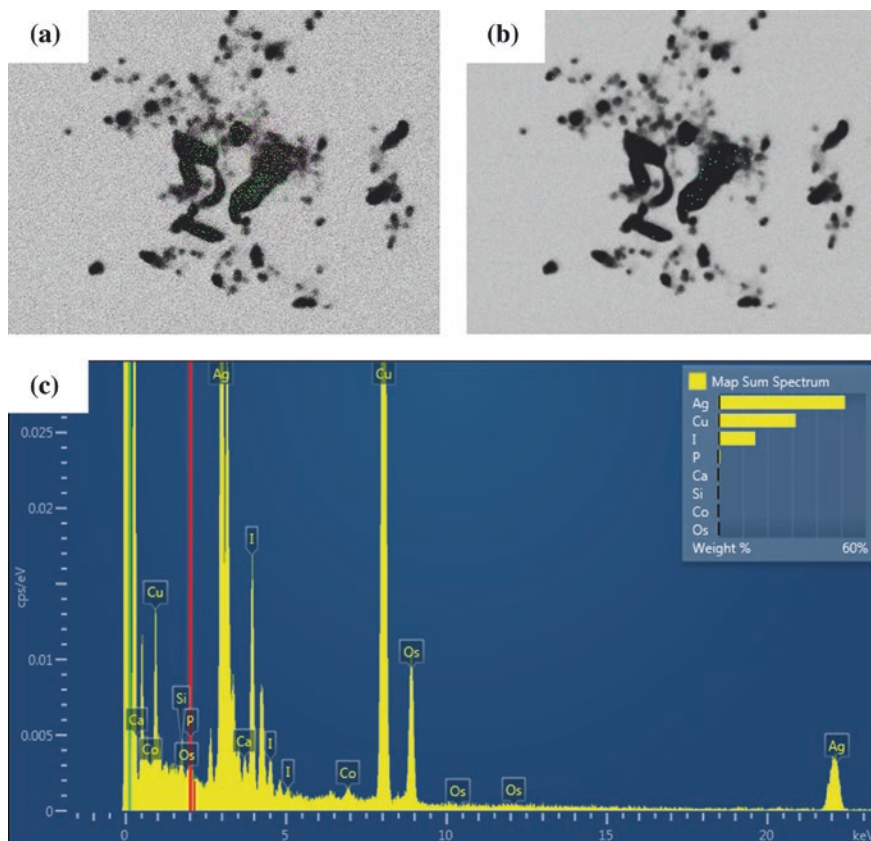 (a)
(b)
(c)
Map Sum Spectrum
Ag
Cu
I
P
Ca
Si
Co
Os
Weight %
60%
cps/eV
0.025
0.02
0.01
0.005
0
Ag
Cu
I
Cu
Os
Si
P
Ca
Co
Os
Ca
I
I
Co
Os
Os
Ag
0
5
10
20
keV